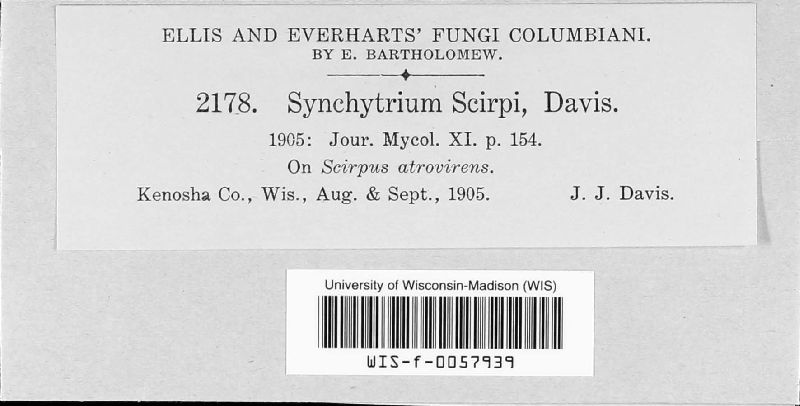 ELLIS AND EVERHARTS' FUNGI COLUMBIANI.
BY E. BARTHOLOMEW.
2178. Synchytrium Scirpi, Davis.
1905: Jour. Mycol. XI. p. 154.
On Scirpus atrovirens.
Kenosha Co., Wis., Aug. & Sept., 1905. J. J. Davis.
University of Wisconsin-Madison (WIS)
WIS-f-0057939